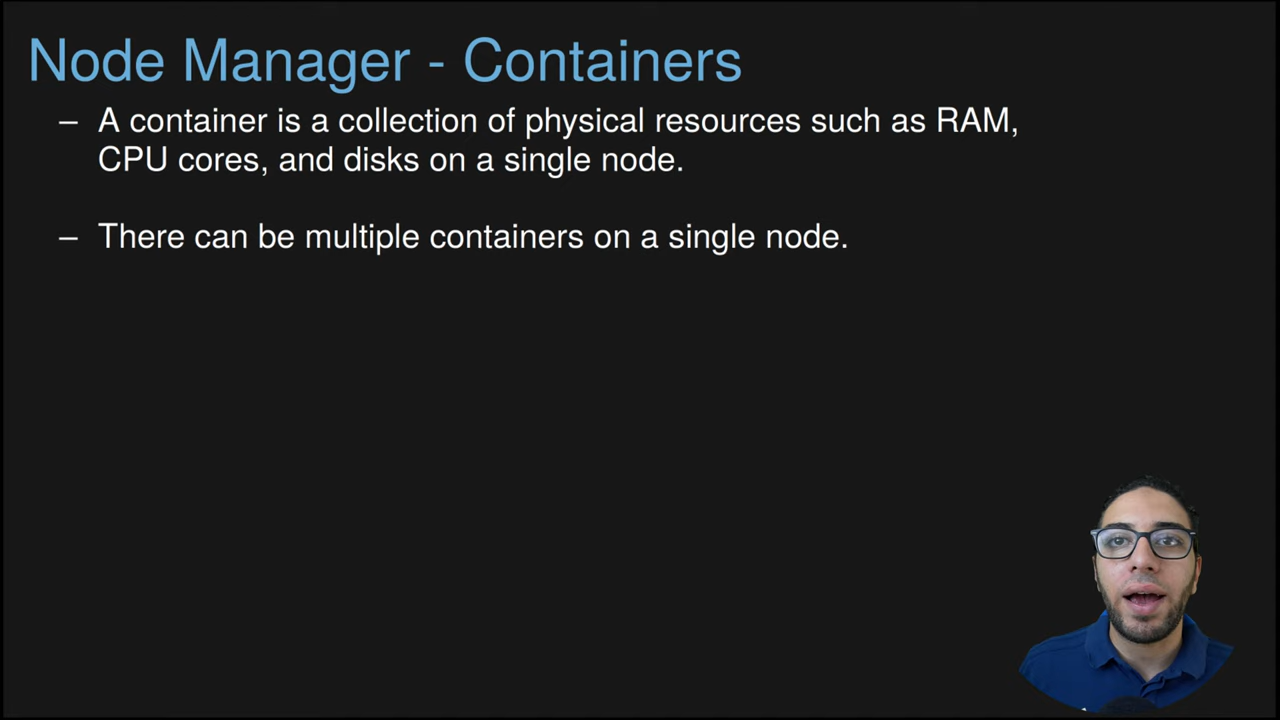 Node Manager - Containers
– A container is a collection of physical resources such as RAM,
CPU cores, and disks on a single node.
– There can be multiple containers on a single node.